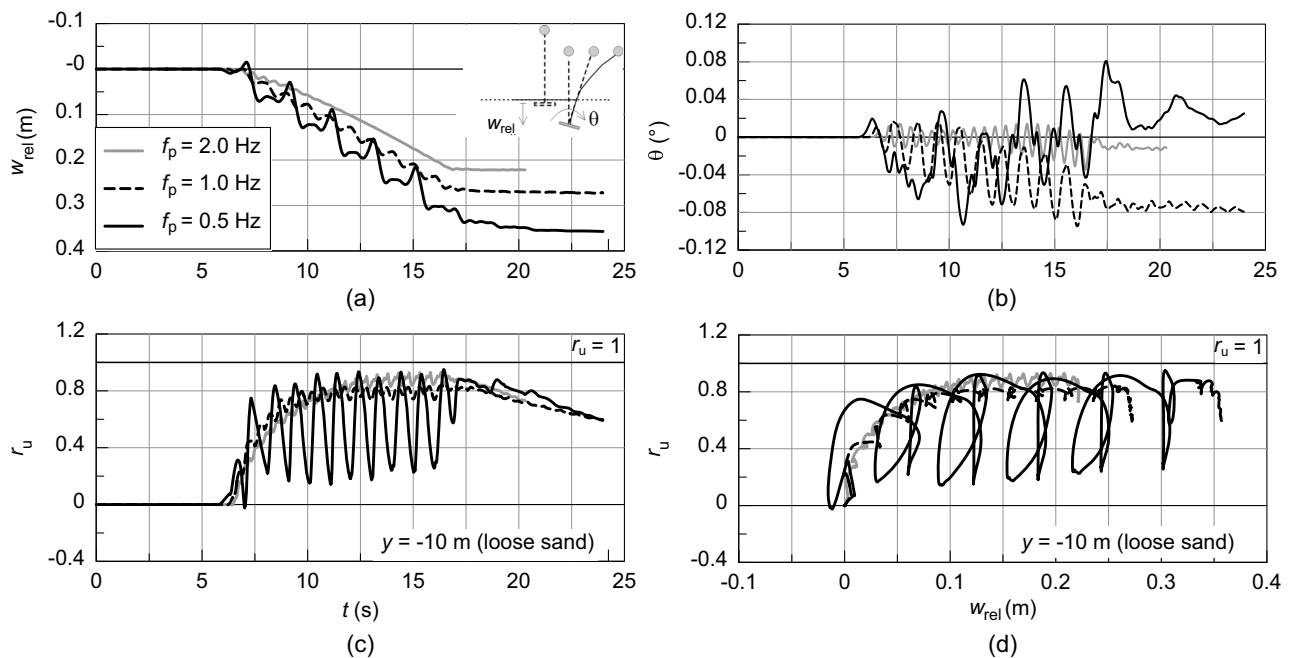 -0.1
-0
0.1
0.2
0.3
0.4
w_rel (m)
w_rel
θ
f_p = 2.0 Hz
f_p = 1.0 Hz
f_p = 0.5 Hz
0 5 10 15 20 25
(a)
0.12
0.08
0.04
0
-0.04
-0.08
-0.12
θ (°)
0 5 10 15 20 25
(b)
1.2
0.8
0.4
0
-0.4
r_u
r_u = 1
y = -10 m (loose sand)
0 5 10 15 20 25
t (s)
(c)
1.2
0.8
0.4
0
-0.4
r_u
r_u = 1
y = -10 m (loose sand)
-0.1 0 0.1 0.2 0.3 0.4
w_rel (m)
(d)